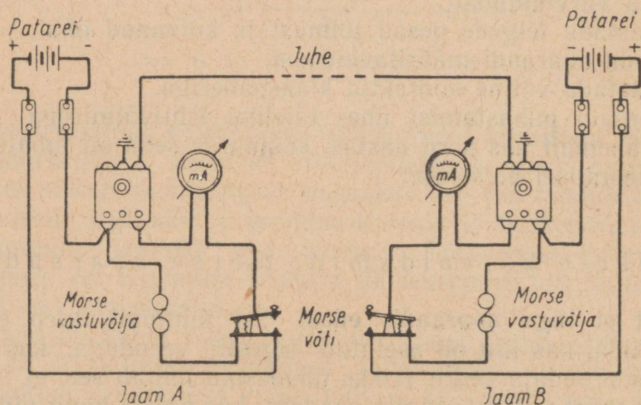 Patarei
Patarei
+ -
+ -
Juhe
mA
mA
Morse
vastuvõtja
Morse
võti
Morse
vastuvõtja
Jaam A
Jaam B